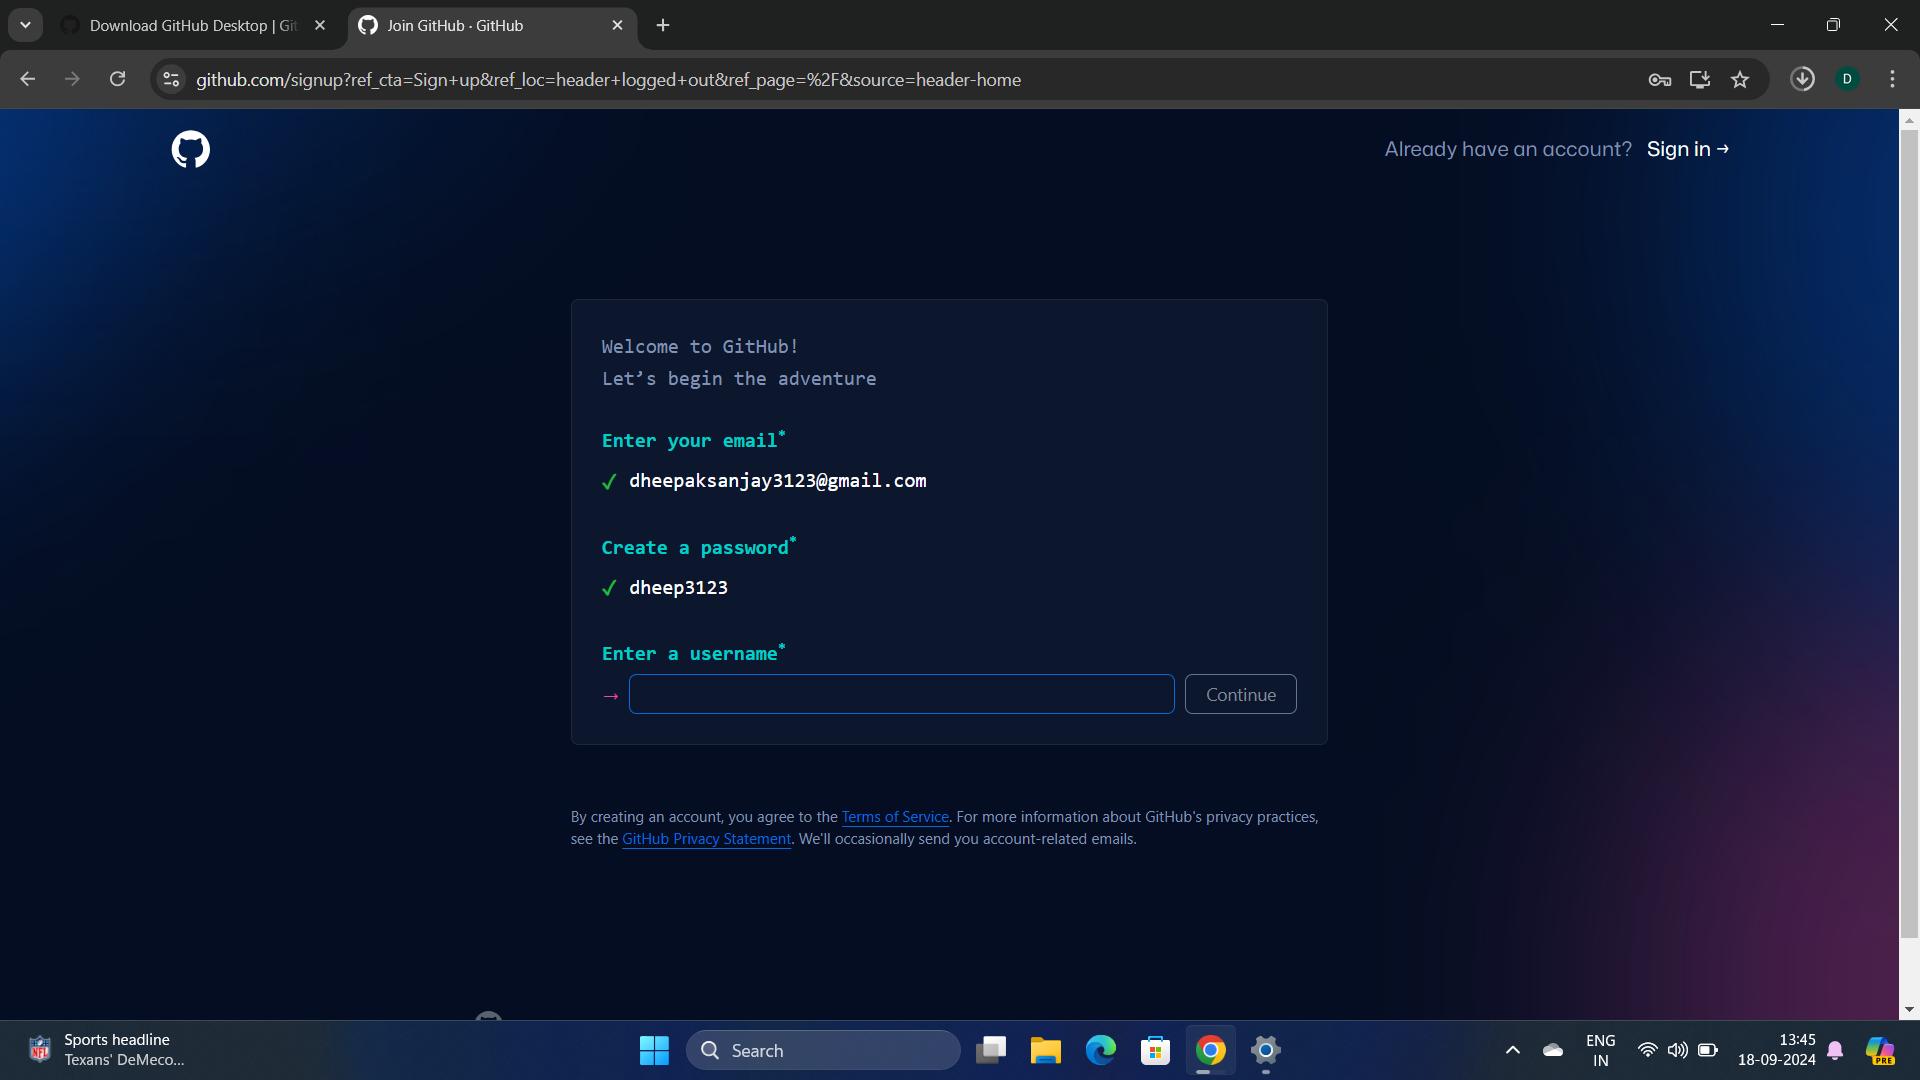 Download GitHub Desktop | Git
Join GitHub · GitHub
github.com/signup?ref_cta=Sign+up&ref_loc=header+logged+out&ref_page=%2F&source=header-home
D
Already have an account? Sign in →
Welcome to GitHub!
Let’s begin the adventure
Enter your email*
✓ dheepaksanjay3123@gmail.com
Create a password*
✓ dheep3123
Enter a username*
→
Continue
By creating an account, you agree to the Terms of Service. For more information about GitHub's privacy practices,
see the GitHub Privacy Statement. We'll occasionally send you account-related emails.
NFL
Sports headline
Texans' DeMeco...
Search
ENG
IN
13:45
18-09-2024
PRE